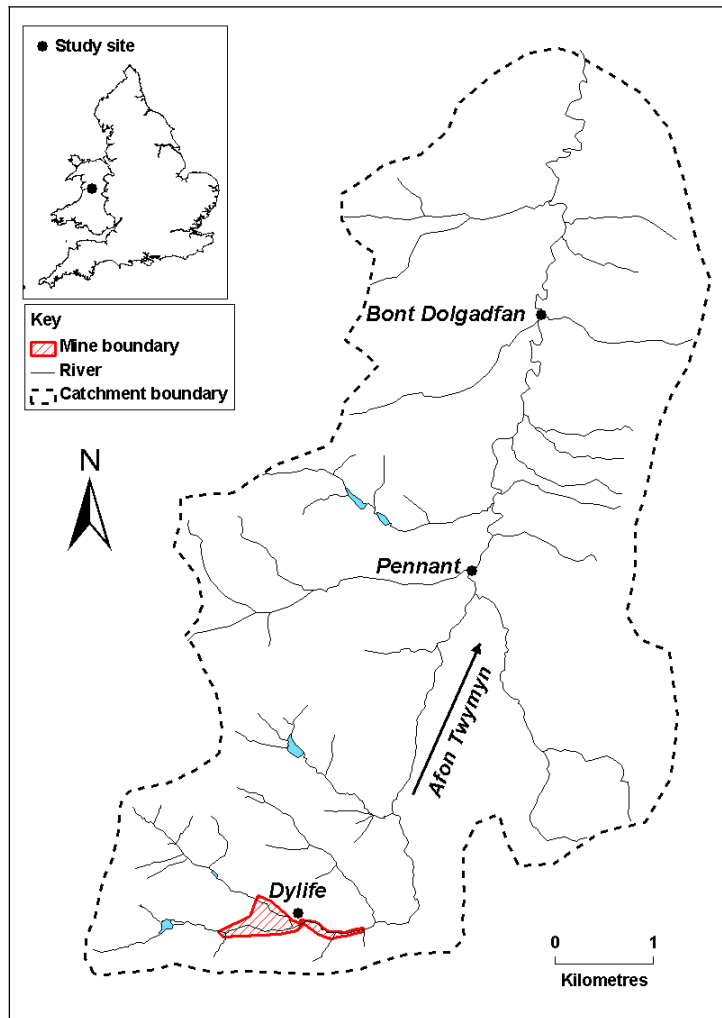 Study site
Key
Mine boundary
River
Catchment boundary
N
Bont Dolgadfan
Pennant
Afon Twymyn
Dylife
0 1
Kilometres